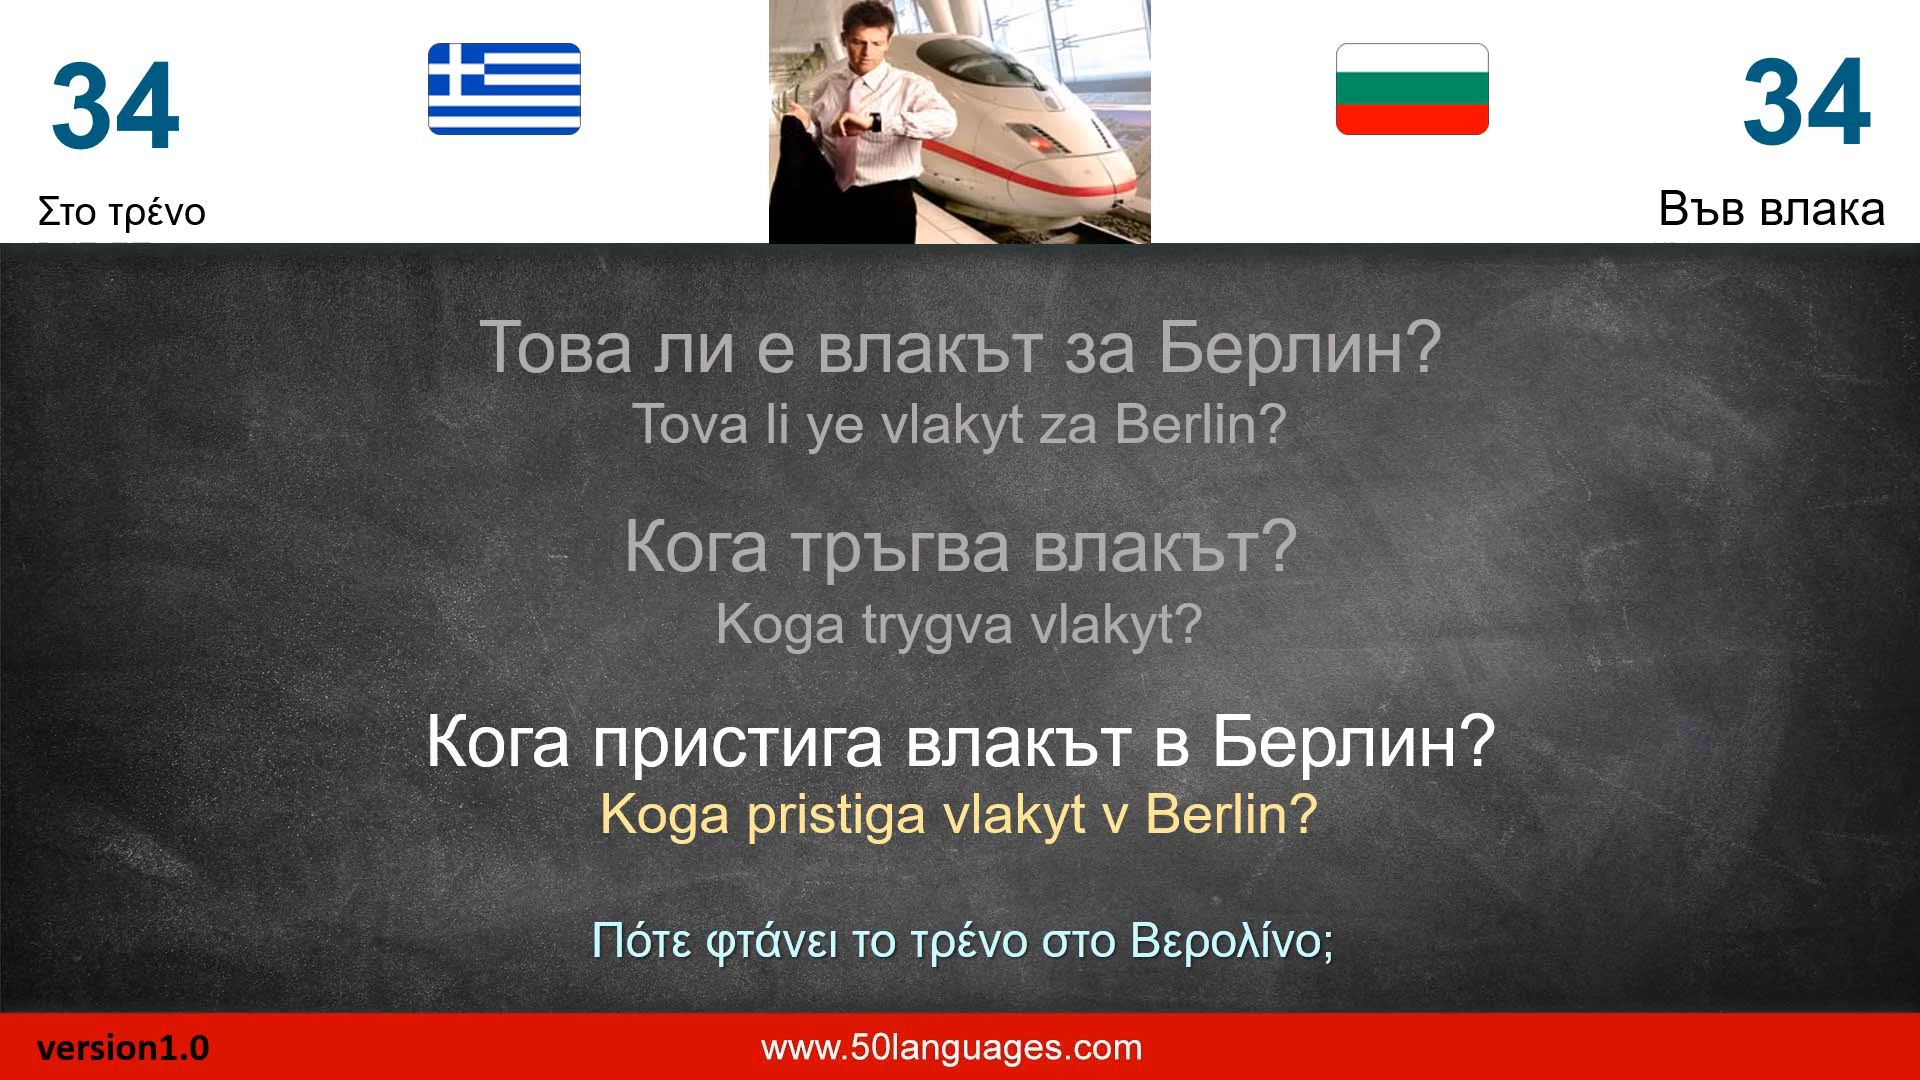 34
34
Στο τρένο
Във влака
Това ли е влакът за Берлин?
Tova li ye vlakyt za Berlin?
Кога тръгва влакът?
Koga trygva vlakyt?
Кога пристига влакът в Берлин?
Koga pristiga vlakyt v Berlin?
Πότε φτάνει το τρένο στο Βερολίνο;
version1.0
www.50languages.com